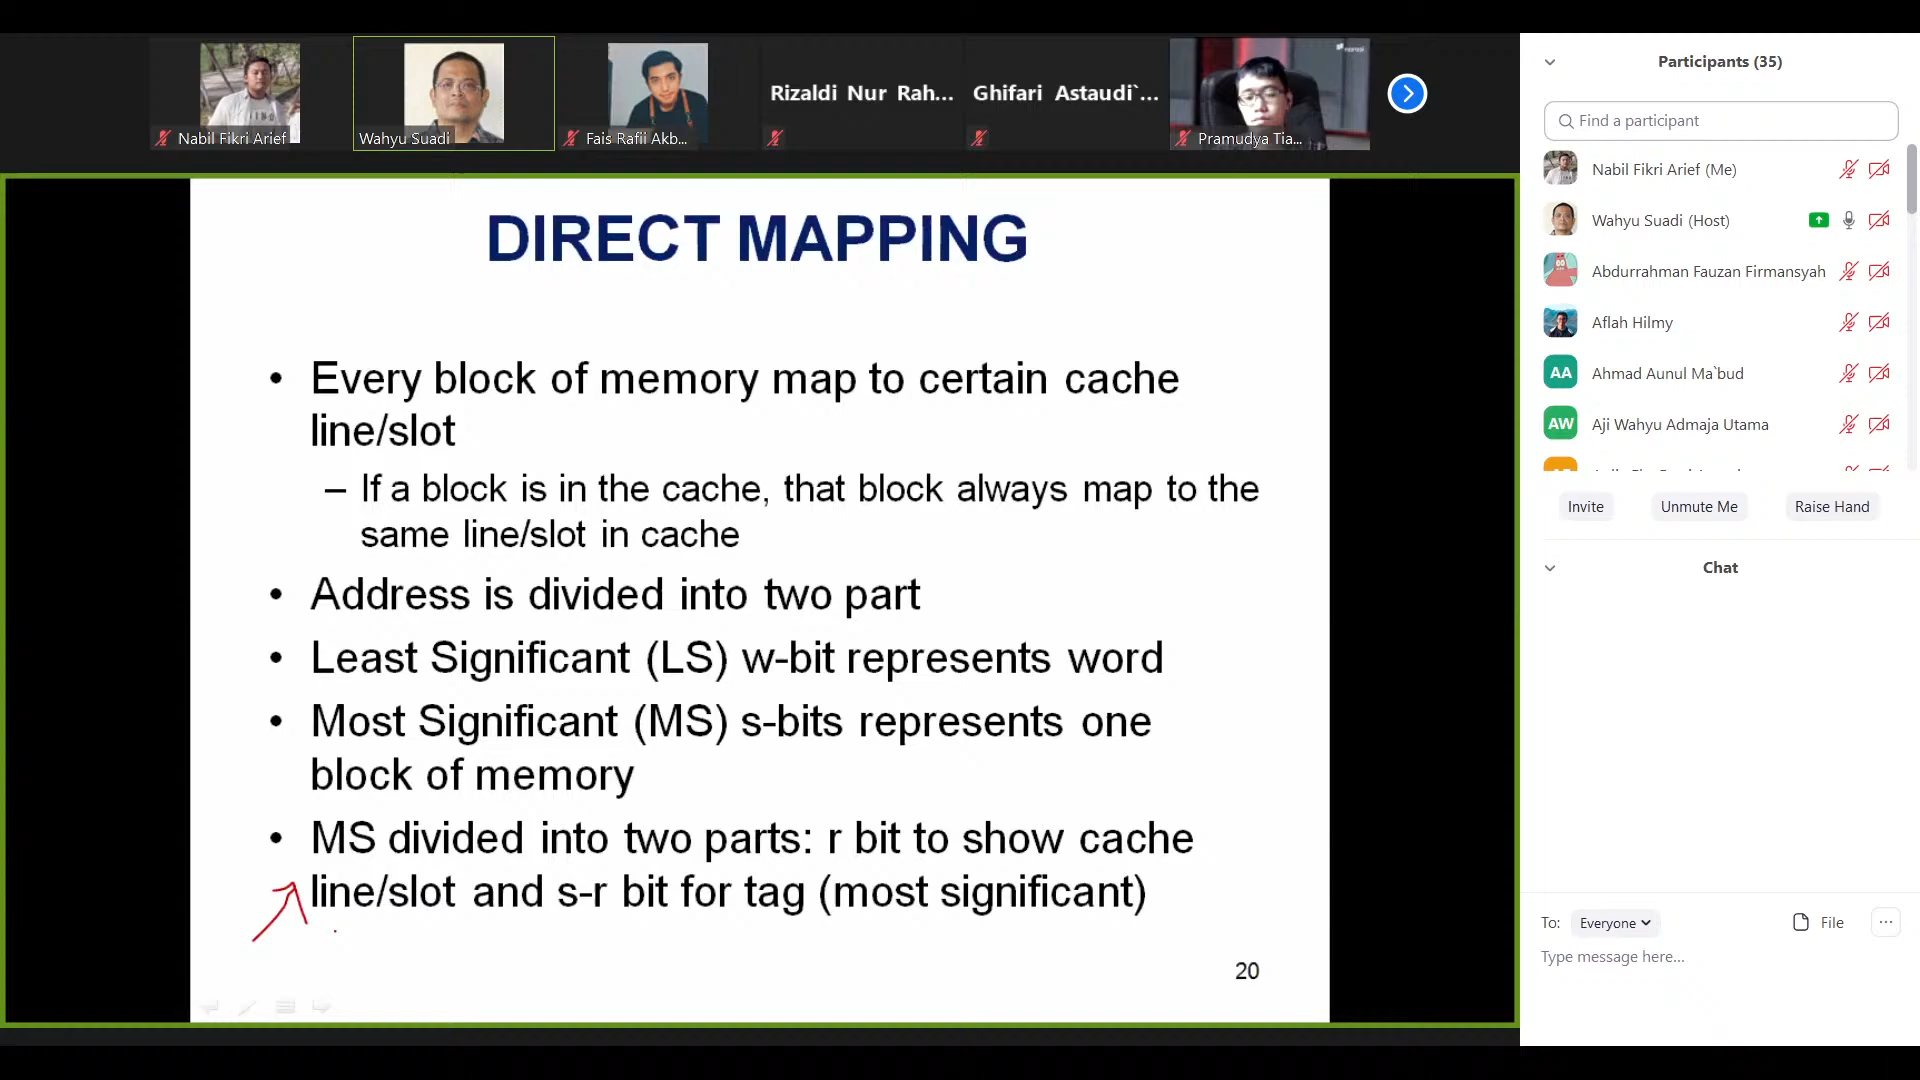 Nabil Fikri Arief
Wahyu Suadi
Fais Rafii Akb...
Rizaldi Nur Rah...
Ghifari Astaudi`...
Pramudya Tia...
DIRECT MAPPING
• Every block of memory map to certain cache
line/slot
– If a block is in the cache, that block always map to the
same line/slot in cache
• Address is divided into two part
• Least Significant (LS) w-bit represents word
• Most Significant (MS) s-bits represents one
block of memory
• MS divided into two parts: r bit to show cache
line/slot and s-r bit for tag (most significant)
20
Participants (35)
Find a participant
Nabil Fikri Arief (Me)
Wahyu Suadi (Host)
Abdurrahman Fauzan Firmansyah
Aflah Hilmy
AA Ahmad Aunul Ma`bud
AW Aji Wahyu Admaja Utama
Invite Unmute Me Raise Hand
Chat
To: Everyone File ...
Type message here...